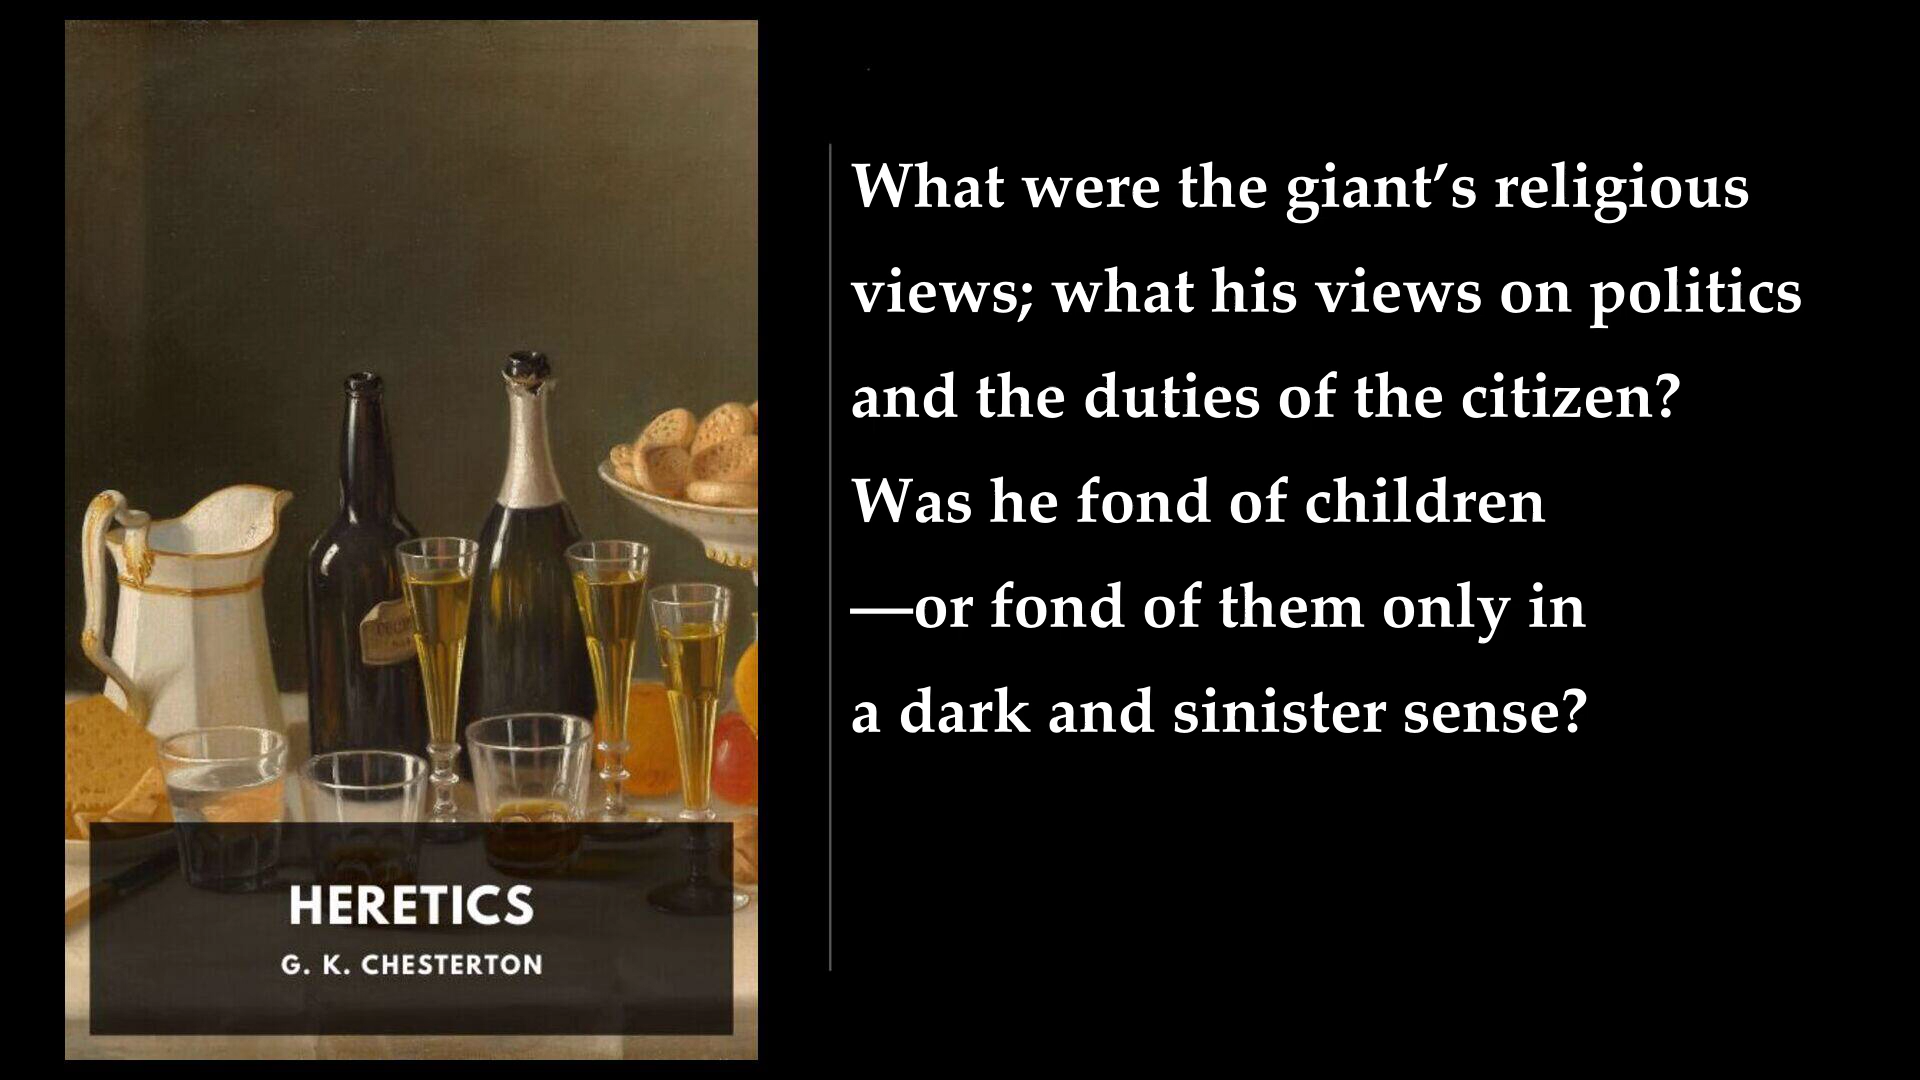 What were the giant’s religious
views; what his views on politics
and the duties of the citizen?
Was he fond of children
—or fond of them only in
a dark and sinister sense?
HERETICS
G. K. CHESTERTON